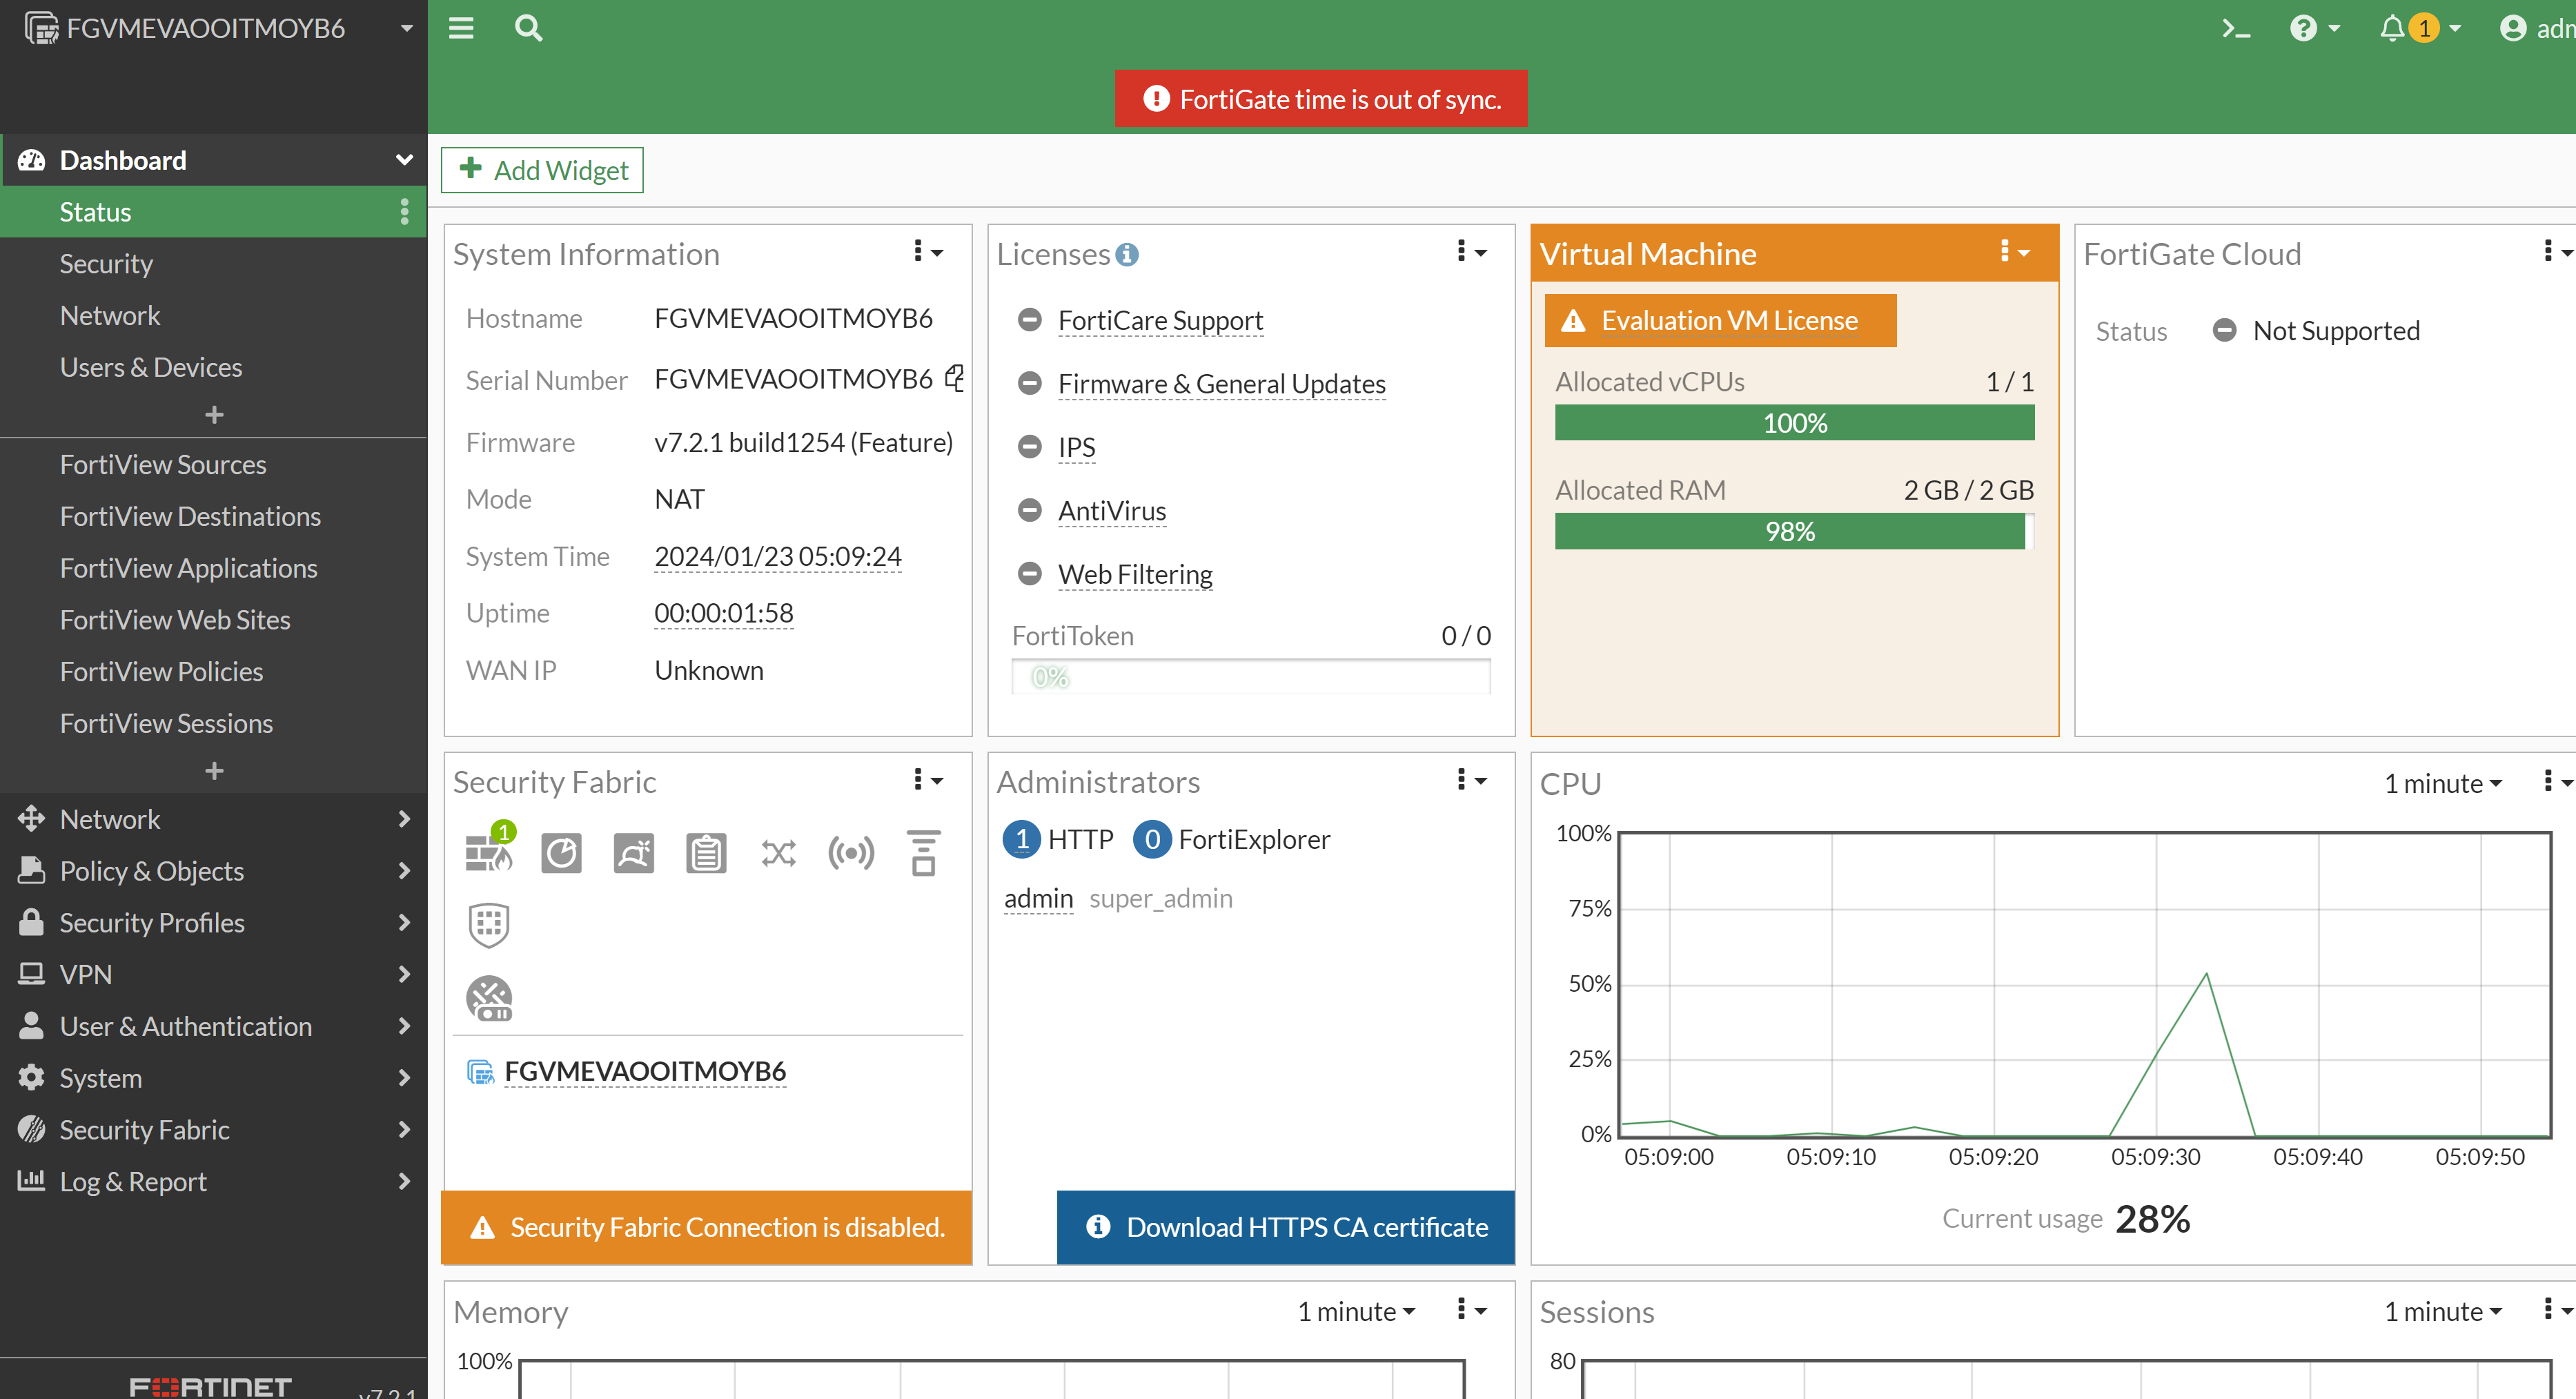 FGVMEVAOOITMOYB6
1
FortiGate time is out of sync.
Dashboard
Status
Security
Network
Users & Devices
FortiView Sources
FortiView Destinations
FortiView Applications
FortiView Web Sites
FortiView Policies
FortiView Sessions
Network
Policy & Objects
Security Profiles
VPN
User & Authentication
System
Security Fabric
Log & Report
FORTINET
v7.2.1
Add Widget
System Information
Hostname FGVMEVAOOITMOYB6
Serial Number FGVMEVAOOITMOYB6
Firmware v7.2.1 build1254 (Feature)
Mode NAT
System Time 2024/01/23 05:09:24
Uptime 00:00:01:58
WAN IP Unknown
Licenses
FortiCare Support
Firmware & General Updates
IPS
AntiVirus
Web Filtering
FortiToken 0 / 0
0%
Virtual Machine
Evaluation VM License
Allocated vCPUs 1 / 1
100%
Allocated RAM 2 GB / 2 GB
98%
FortiGate Cloud
Status Not Supported
Security Fabric
1
FGVMEVAOOITMOYB6
Security Fabric Connection is disabled.
Administrators
1 HTTP 0 FortiExplorer
admin super_admin
Download HTTPS CA certificate
CPU 1 minute
100%
75%
50%
25%
0%
05:09:00 05:09:10 05:09:20 05:09:30 05:09:40 05:09:50
Current usage 28%
Memory 1 minute
100%
Sessions 1 minute
80